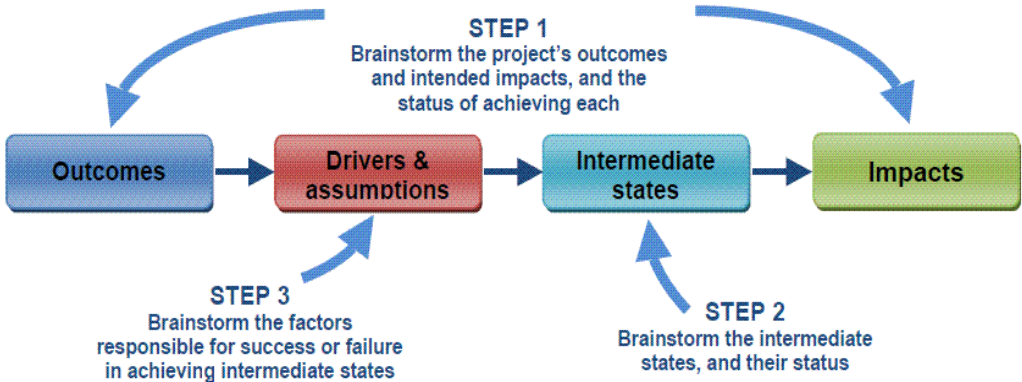 STEP 1
Brainstorm the project's outcomes
and intended impacts, and the
status of achieving each
Outcomes
Drivers &
assumptions
Intermediate
states
Impacts
STEP 3
Brainstorm the factors
responsible for success or failure
in achieving intermediate states
STEP 2
Brainstorm the intermediate
states, and their status